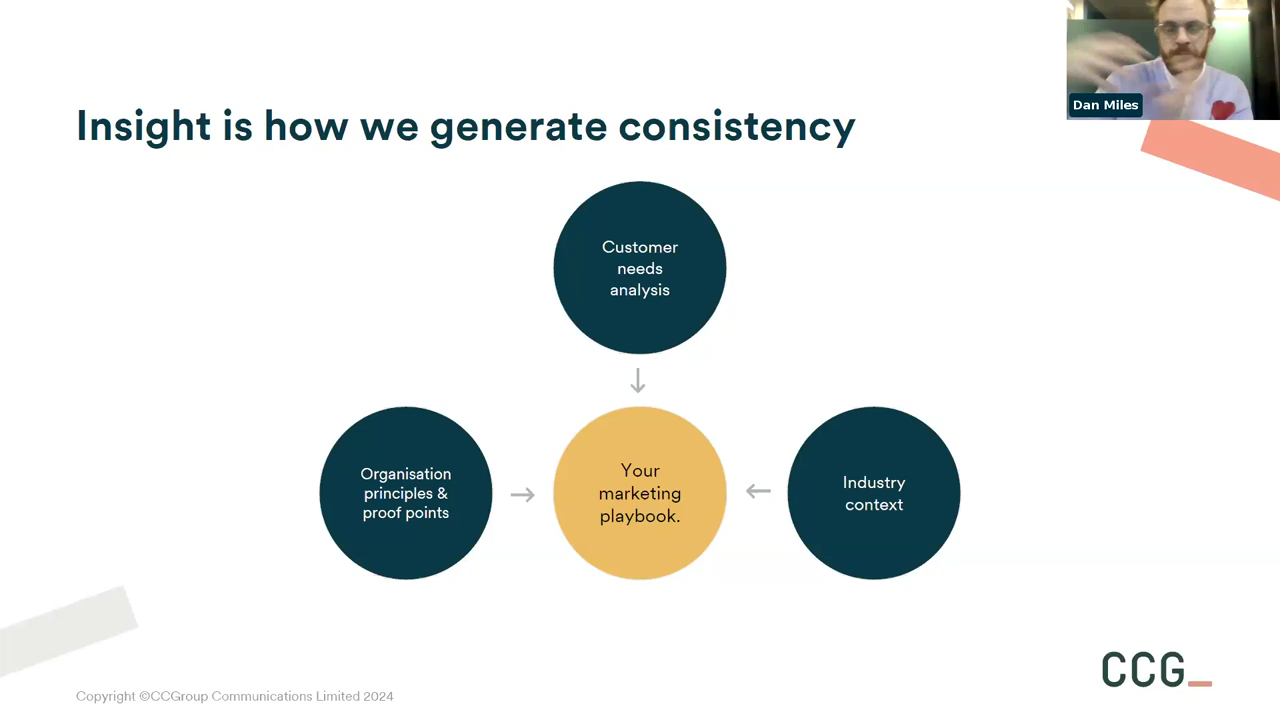 Dan Miles
Insight is how we generate consistency
Customer
needs
analysis
Organisation
principles &
proof points
Your
marketing
playbook.
Industry
context
CCG_
Copyright ©CCGroup Communications Limited 2024